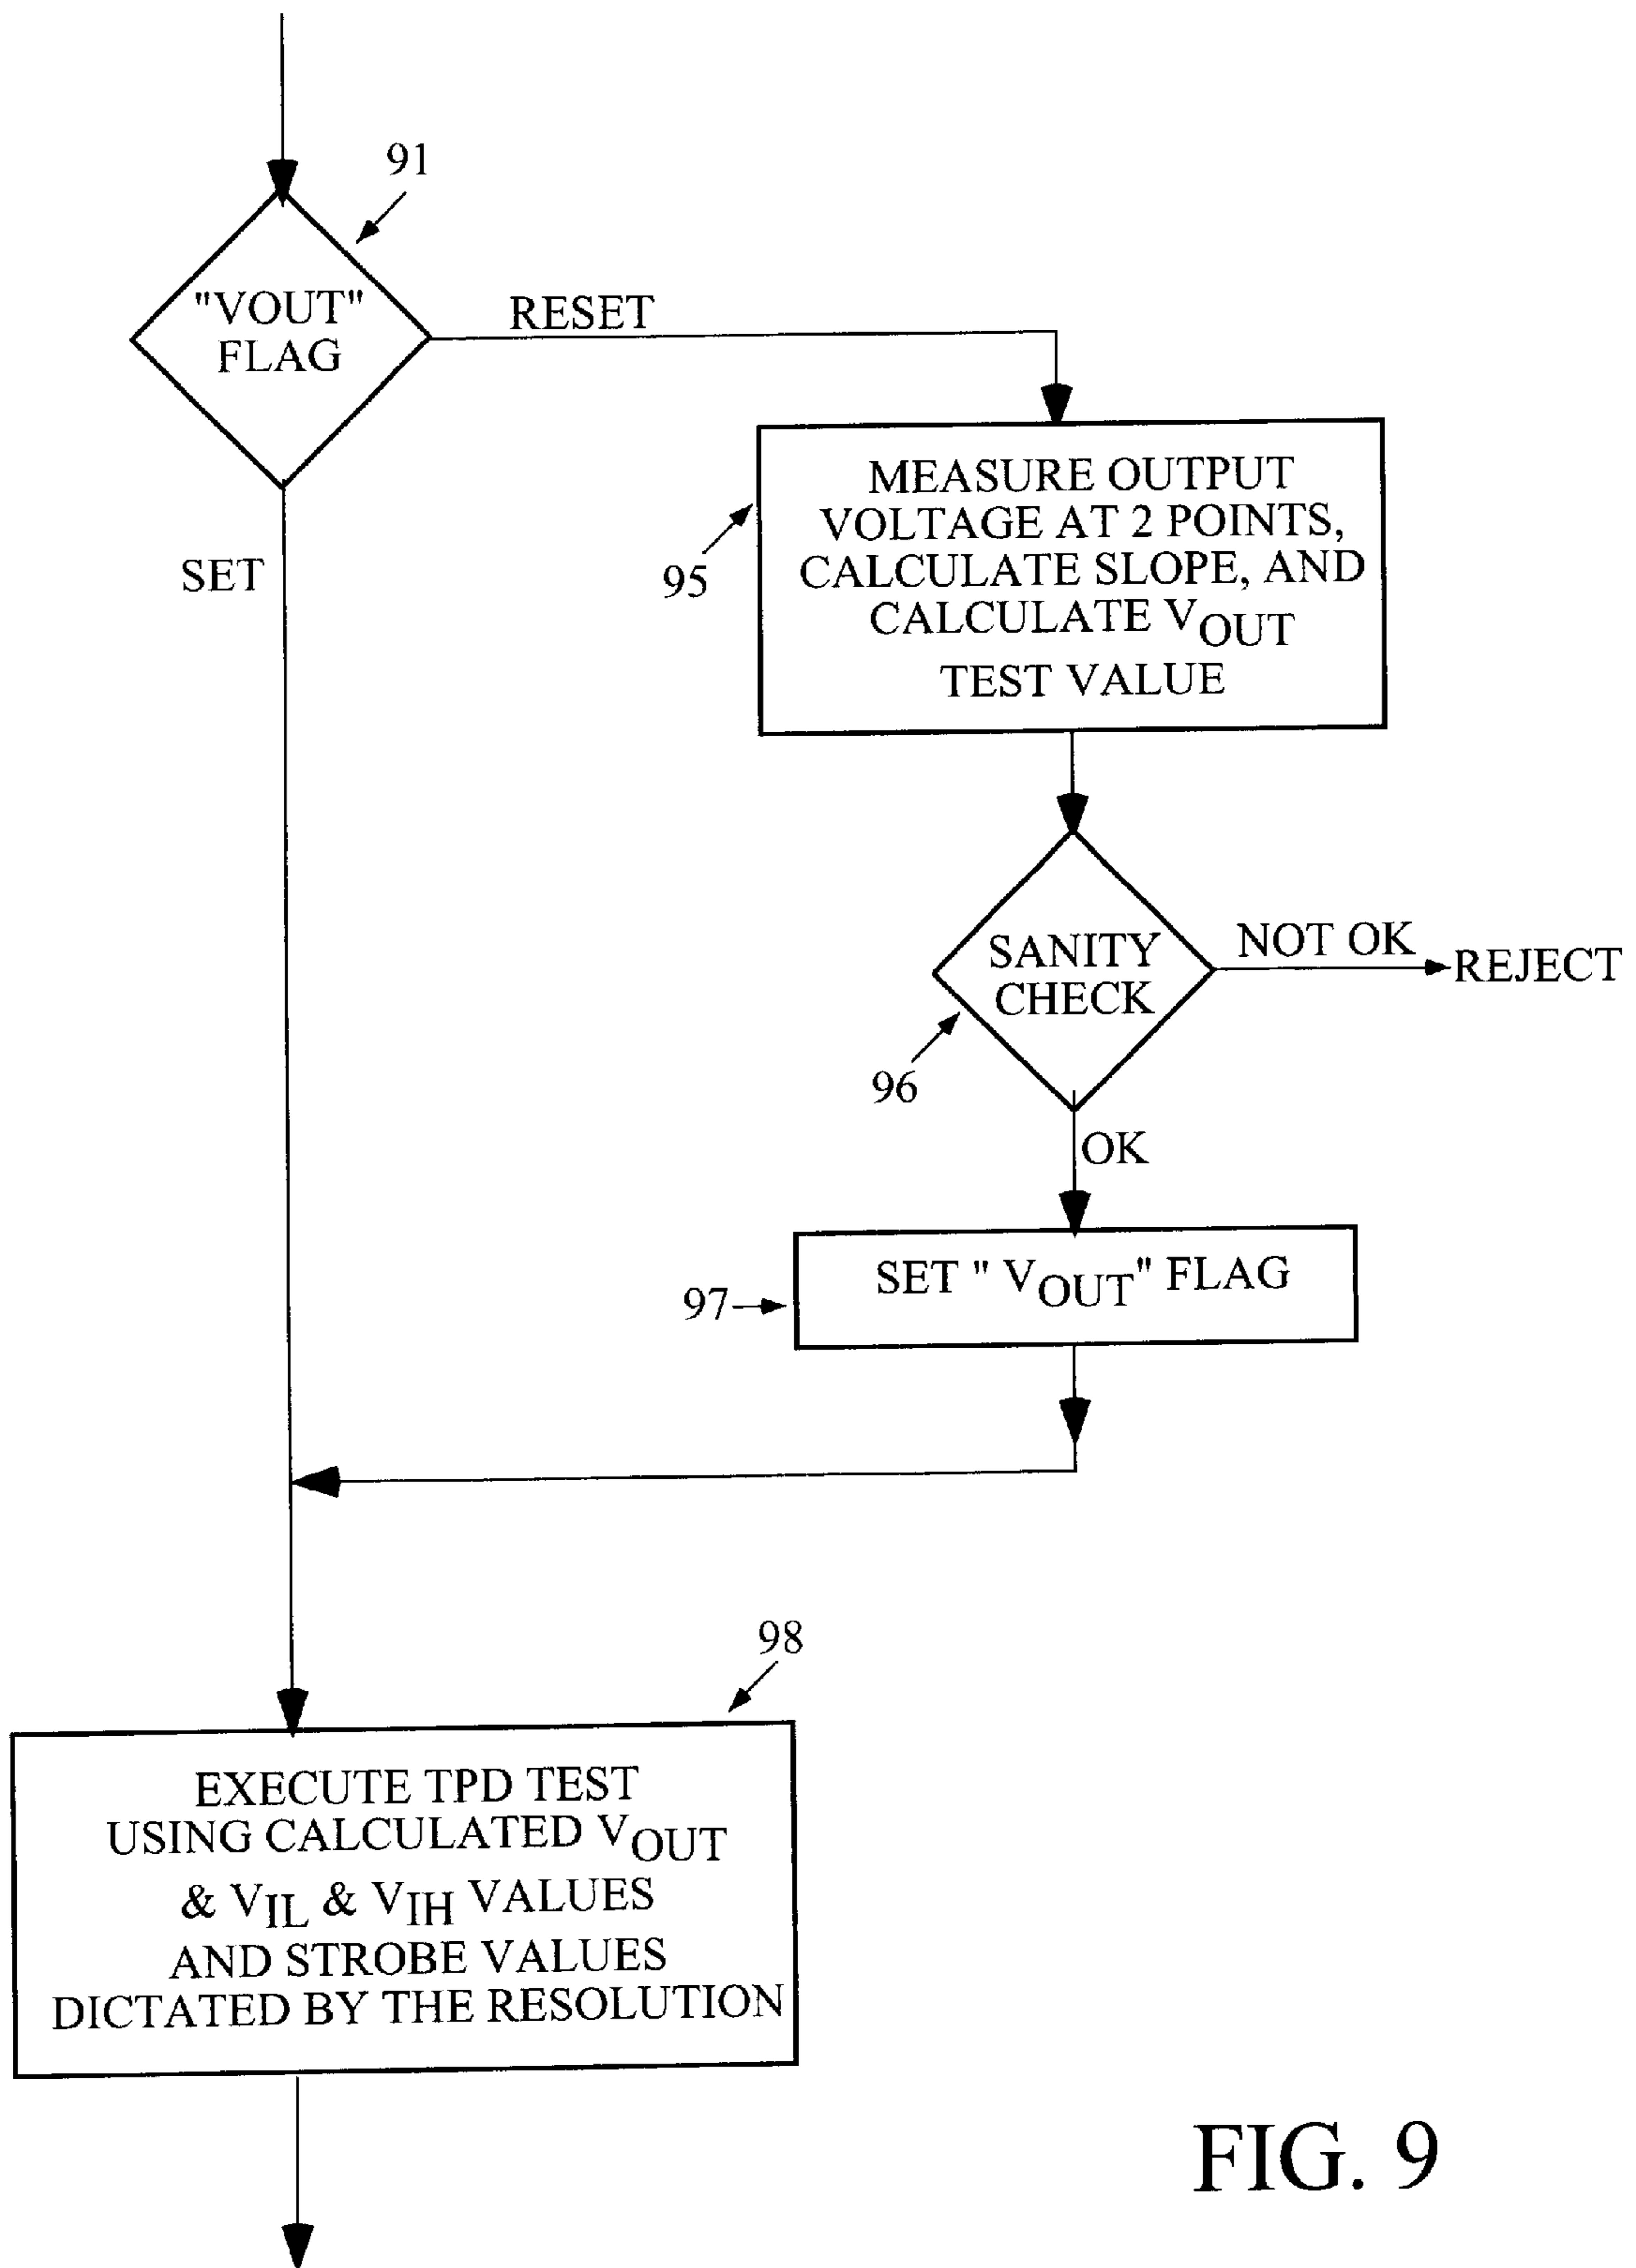 91
"VOUT"
FLAG
RESET
SET
MEASURE OUTPUT
VOLTAGE AT 2 POINTS,
CALCULATE SLOPE, AND
CALCULATE VOUT
TEST VALUE
95
SANITY
CHECK
NOT OK
REJECT
96
OK
SET " VOUT" FLAG
97
98
EXECUTE TPD TEST
USING CALCULATED VOUT
& VIL & VIH VALUES
AND STROBE VALUES
DICTATED BY THE RESOLUTION
FIG. 9